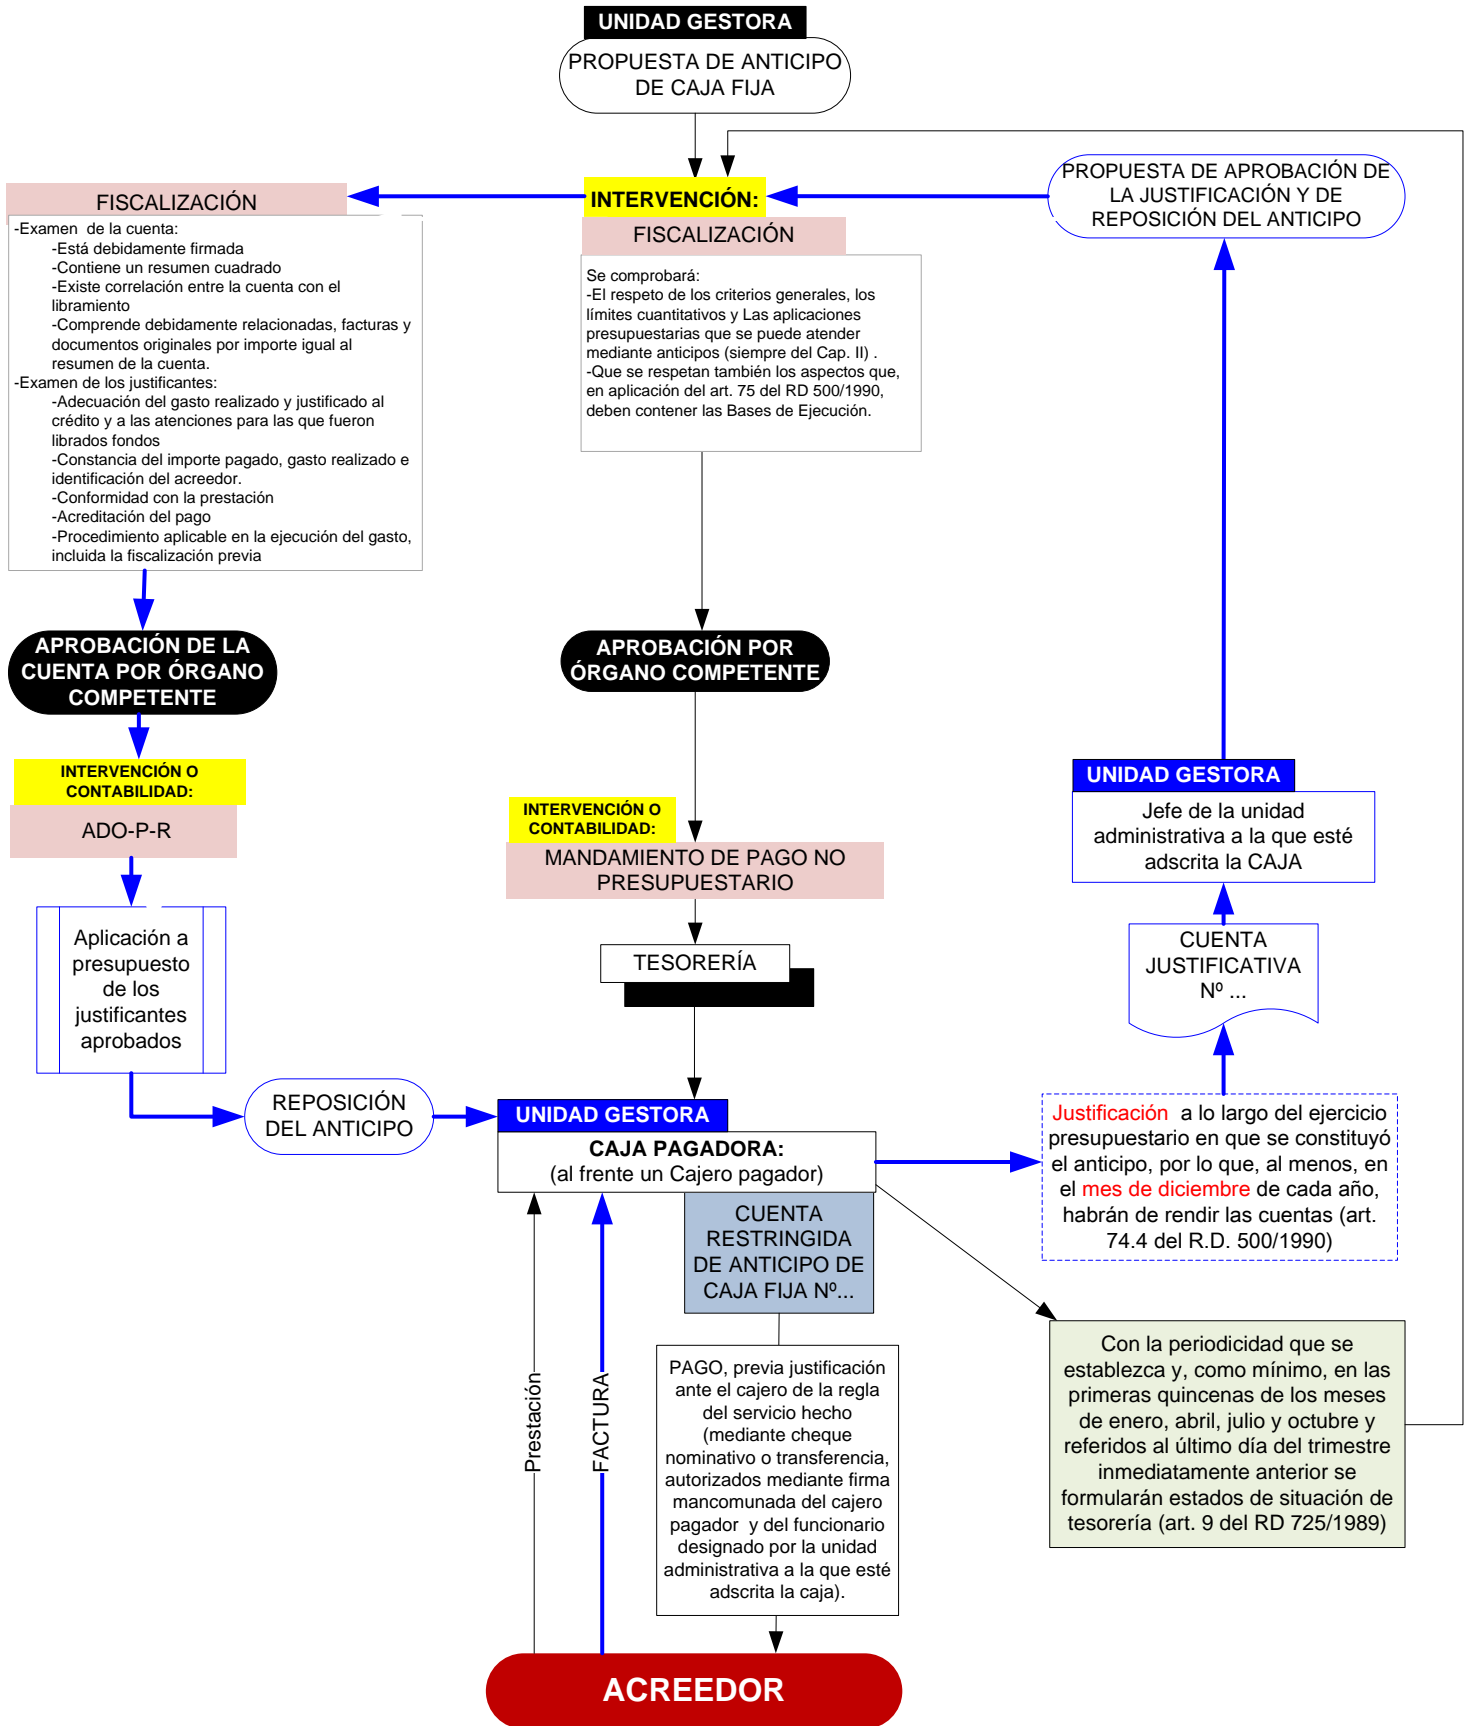 UNIDAD GESTORA
PROPUESTA DE ANTICIPO
DE CAJA FIJA
PROPUESTA DE APROBACIÓN DE
LA JUSTIFICACIÓN Y DE
REPOSICIÓN DEL ANTICIPO
INTERVENCIÓN:
FISCALIZACIÓN
Se comprobará:
-El respeto de los criterios generales, los
límites cuantitativos y Las aplicaciones
presupuestarias que se puede atender
mediante anticipos (siempre del Cap. II) .
-Que se respetan también los aspectos que,
en aplicación del art. 75 del RD 500/1990,
deben contener las Bases de Ejecución.
FISCALIZACIÓN
-Examen  de la cuenta:
-Está debidamente firmada
-Contiene un resumen cuadrado
-Existe correlación entre la cuenta con el
libramiento
-Comprende debidamente relacionadas, facturas y
documentos originales por importe igual al
resumen de la cuenta.
-Examen de los justificantes:
-Adecuación del gasto realizado y justificado al
crédito y a las atenciones para las que fueron
librados fondos
-Constancia del importe pagado, gasto realizado e
identificación del acreedor.
-Conformidad con la prestación
-Acreditación del pago
-Procedimiento aplicable en la ejecución del gasto,
incluida la fiscalización previa
APROBACIÓN DE LA
CUENTA POR ÓRGANO
COMPETENTE
APROBACIÓN POR
ÓRGANO COMPETENTE
INTERVENCIÓN O
CONTABILIDAD:
ADO-P-R
INTERVENCIÓN O
CONTABILIDAD:
MANDAMIENTO DE PAGO NO
PRESUPUESTARIO
UNIDAD GESTORA
Jefe de la unidad
administrativa a la que esté
adscrita la CAJA
Aplicación a
presupuesto
de los
justificantes
aprobados
TESORERÍA
CUENTA
JUSTIFICATIVA
Nº ...
REPOSICIÓN
DEL ANTICIPO
UNIDAD GESTORA
CAJA PAGADORA:
(al frente un Cajero pagador)
Justificación  a lo largo del ejercicio
presupuestario en que se constituyó
el anticipo, por lo que, al menos, en
el mes de diciembre de cada año,
habrán de rendir las cuentas (art.
74.4 del R.D. 500/1990)
CUENTA
RESTRINGIDA
DE ANTICIPO DE
CAJA FIJA Nº...
Prestación
FACTURA
PAGO, previa justificación
ante el cajero de la regla
del servicio hecho
(mediante cheque
nominativo o transferencia,
autorizados mediante firma
mancomunada del cajero
pagador  y del funcionario
designado por la unidad
administrativa a la que esté
adscrita la caja).
Con la periodicidad que se
establezca y, como mínimo, en las
primeras quincenas de los meses
de enero, abril, julio y octubre y
referidos al último día del trimestre
inmediatamente anterior se
formularán estados de situación de
tesorería (art. 9 del RD 725/1989)
ACREEDOR